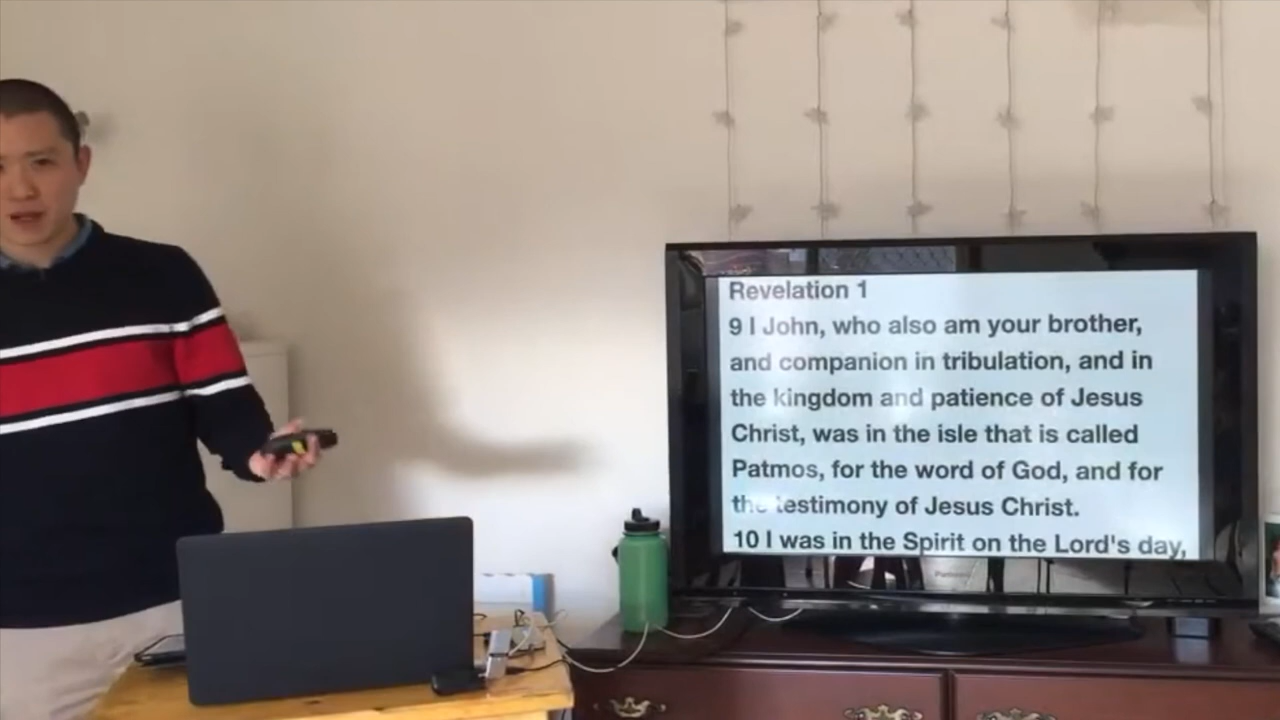 Revelation 1
9 I John, who also am your brother,
and companion in tribulation, and in
the kingdom and patience of Jesus
Christ, was in the isle that is called
Patmos, for the word of God, and for
the testimony of Jesus Christ.
10 I was in the Spirit on the Lord's day,